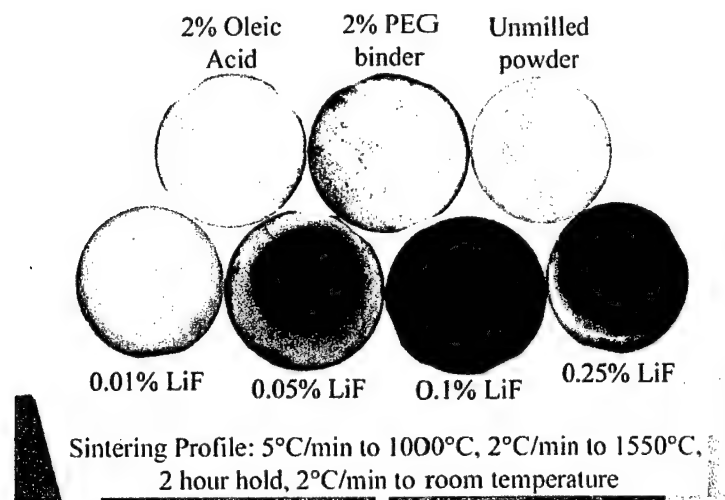 2% Oleic
Acid
2% PEG
binder
Unmilled
powder
0.01% LiF
0.05% LiF
0.1% LiF
0.25% LiF
Sintering Profile: 5°C/min to 1000°C, 2°C/min to 1550°C,
2 hour hold, 2°C/min to room temperature